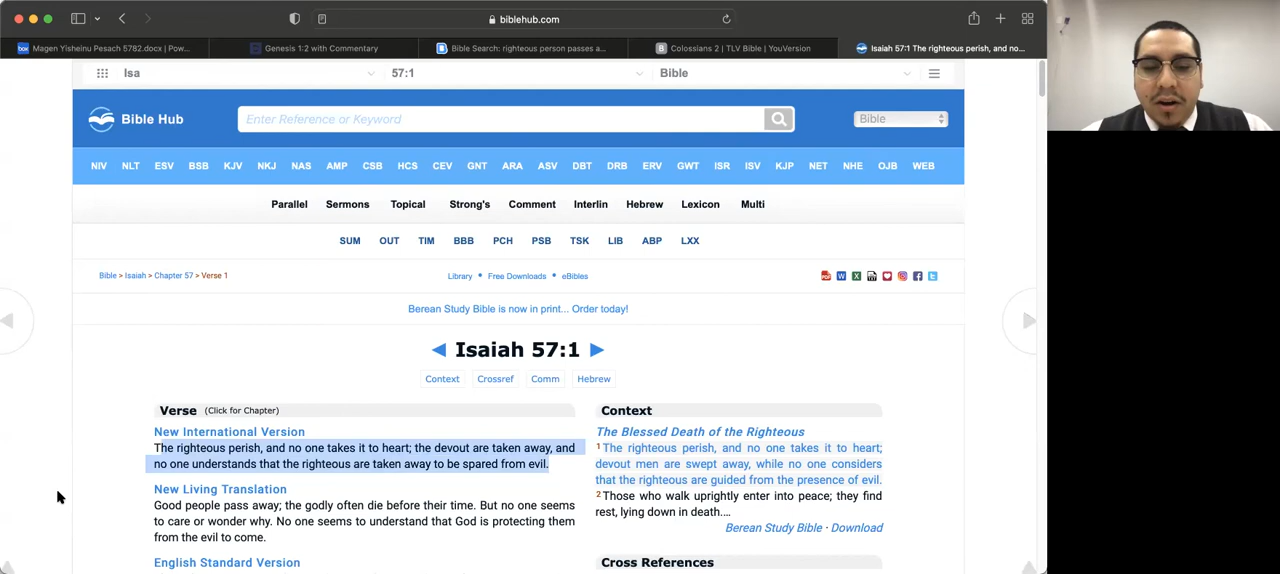 biblehub.com
Magen Yisheinu Pesach 5782.docx | Pow...
Genesis 1:2 with Commentary
Bible Search: righteous person passes a...
Colossians 2 | TLV Bible | YouVersion
Isaiah 57:1 The righteous perish, and no...
Isa
57:1
Bible
Bible Hub
Enter Reference or Keyword
Bible
NIV NLT ESV BSB KJV NKJ NAS AMP CSB HCS CEV GNT ARA ASV DBT DRB ERV GWT ISR ISV KJP NET NHE OJB WEB
Parallel Sermons Topical Strong's Comment Interlin Hebrew Lexicon Multi
SUM OUT TIM BBB PCH PSB TSK LIB ABP LXX
Bible > Isaiah > Chapter 57 > Verse 1
Library • Free Downloads • eBibles
Berean Study Bible is now in print... Order today!
◄ Isaiah 57:1 ►
Context Crossref Comm Hebrew
Verse (Click for Chapter)
New International Version
The righteous perish, and no one takes it to heart; the devout are taken away, and
no one understands that the righteous are taken away to be spared from evil.
New Living Translation
Good people pass away; the godly often die before their time. But no one seems
to care or wonder why. No one seems to understand that God is protecting them
from the evil to come.
English Standard Version
Context
The Blessed Death of the Righteous
1 The righteous perish, and no one takes it to heart;
devout men are swept away, while no one considers
that the righteous are guided from the presence of evil.
2 Those who walk uprightly enter into peace; they find
rest, lying down in death....
Berean Study Bible · Download
Cross References